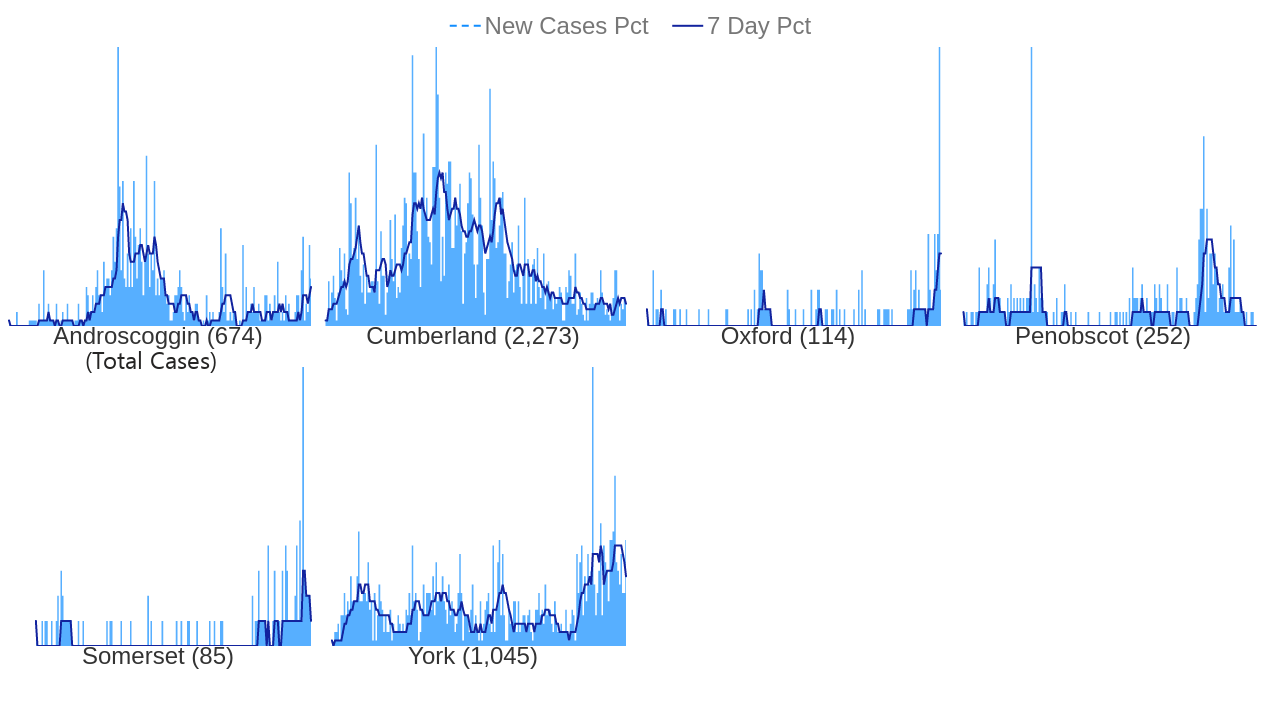 New Cases Pct 7 Day Pct
Androscoggin (674) Cumberland (2,273) Oxford (114) Penobscot (252)
(Total Cases)
Somerset (85) York (1,045)